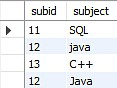 subid subject
11 SQL
12 java
13 C++
12 Java